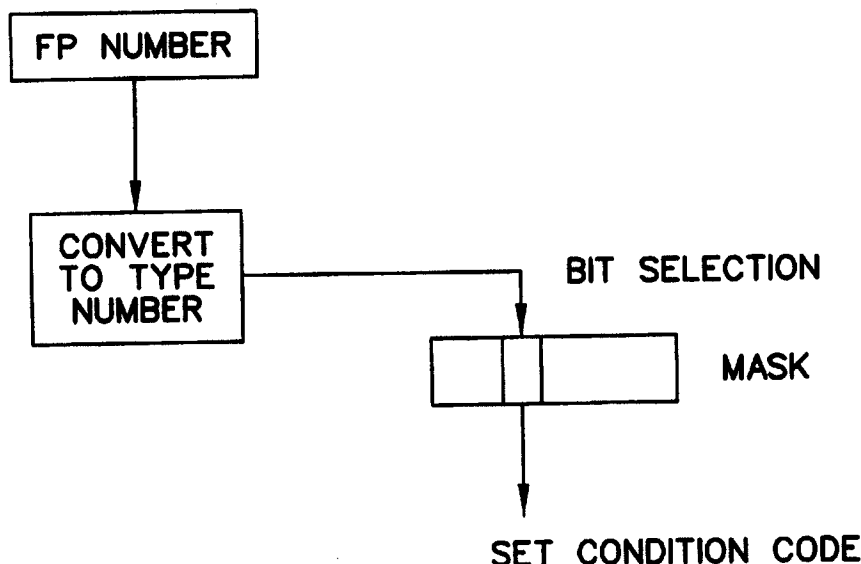 FP NUMBER
CONVERT
TO TYPE
NUMBER
BIT SELECTION
MASK
SET CONDITION CODE